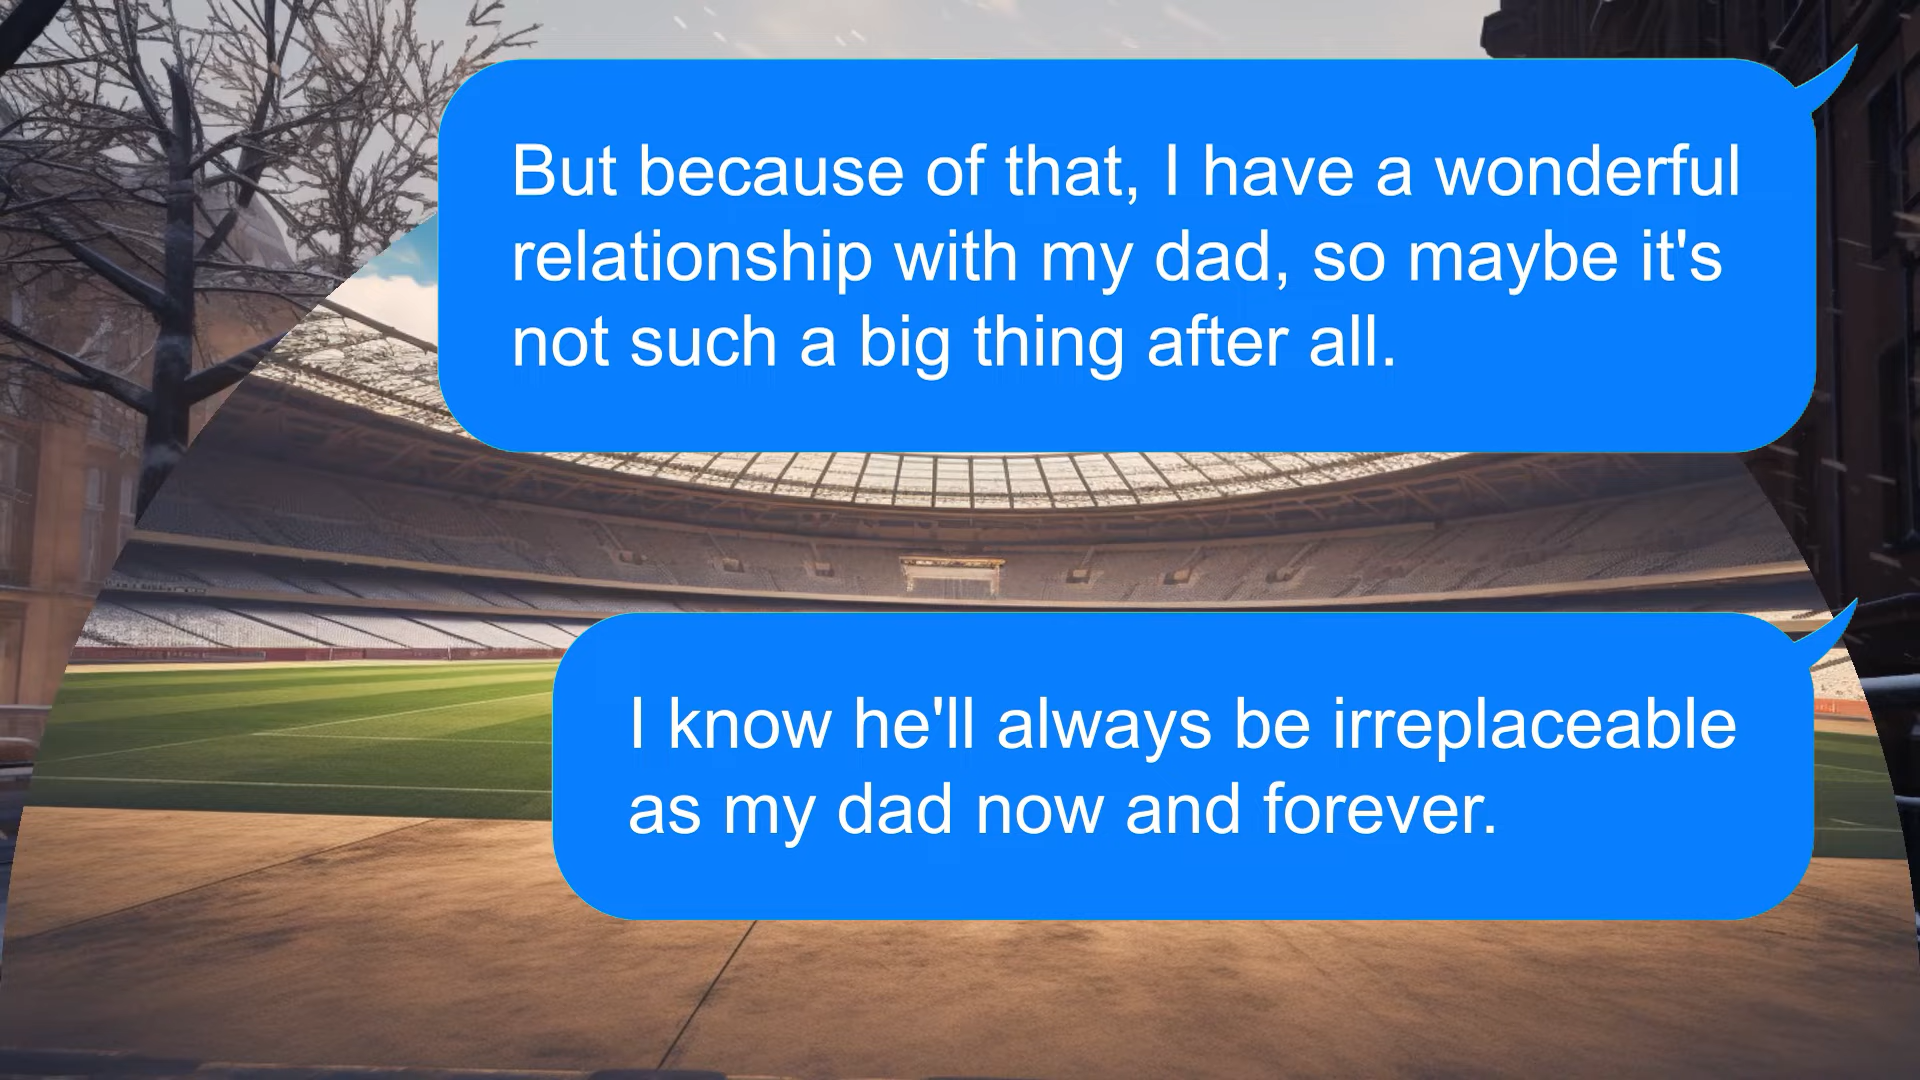 But because of that, I have a wonderful
relationship with my dad, so maybe it's
not such a big thing after all.
I know he'll always be irreplaceable
as my dad now and forever.